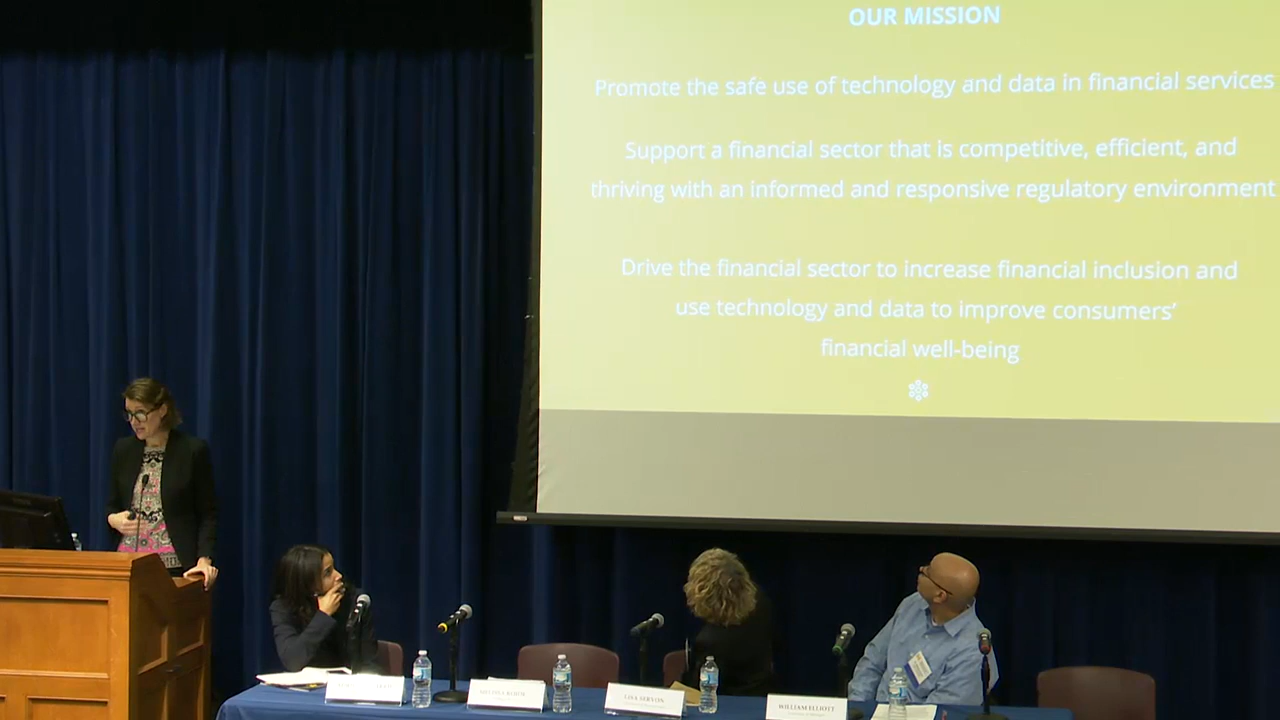 OUR MISSION
Promote the safe use of technology and data in financial services
Support a financial sector that is competitive, efficient, and
thriving with an informed and responsive regulatory environment
Drive the financial sector to increase financial inclusion and
use technology and data to improve consumers'
financial well-being
LISA SERVON
WILLIAM ELLIOTT